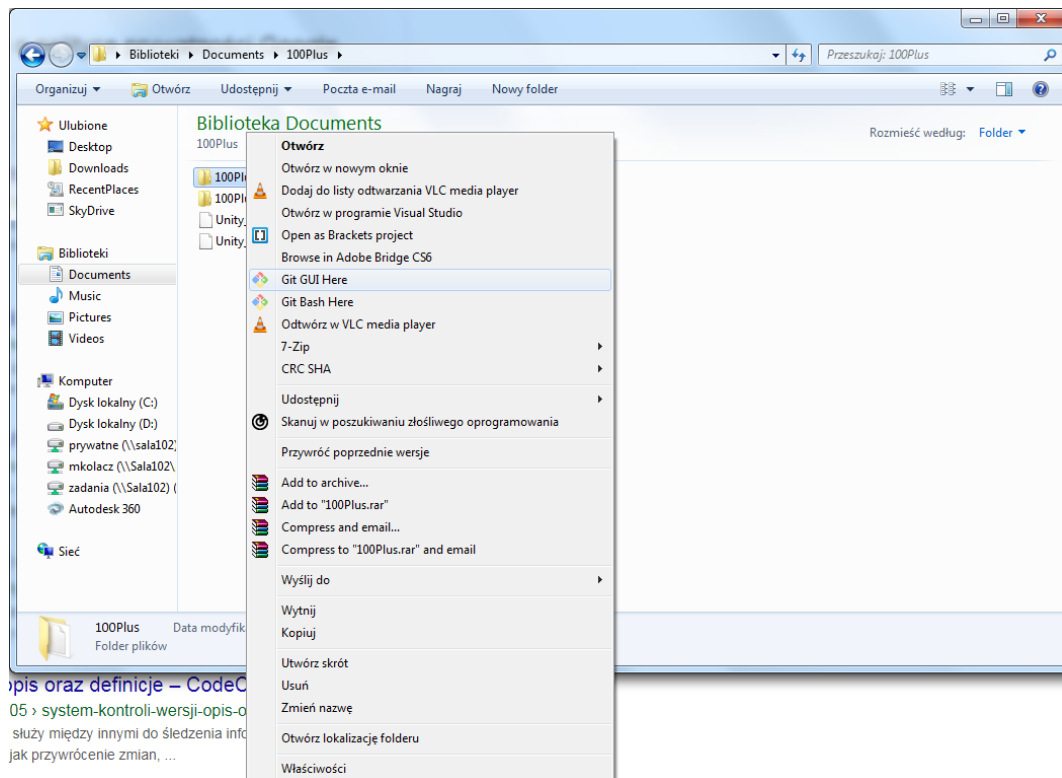 Biblioteki ▸ Documents ▸ 100Plus ▸
Przeszukaj: 100Plus
Organizuj
Otwórz
Udostępnij
Poczta e-mail
Nagraj
Nowy folder
Ulubione
Desktop
Downloads
RecentPlaces
SkyDrive
Biblioteki
Documents
Music
Pictures
Videos
Komputer
Dysk lokalny (C:)
Dysk lokalny (D:)
prywatne (\\sala102)
mkolacz (\\Sala102\
zadania (\\Sala102) (
Autodesk 360
Sieć
Biblioteka Documents
100Plus
Rozmieść według: Folder
100Pl
100Pl
Unity_
Unity_
Otwórz
Otwórz w nowym oknie
Dodaj do listy odtwarzania VLC media player
Otwórz w programie Visual Studio
Open as Brackets project
Browse in Adobe Bridge CS6
Git GUI Here
Git Bash Here
Odtwórz w VLC media player
7-Zip
CRC SHA
Udostępnij
Skanuj w poszukiwaniu złośliwego oprogramowania
Przywróć poprzednie wersje
Add to archive...
Add to "100Plus.rar"
Compress and email...
Compress to "100Plus.rar" and email
Wyślij do
Wytnij
Kopiuj
Utwórz skrót
Usuń
Zmień nazwę
Otwórz lokalizację folderu
Właściwości
100Plus Data modyfik
Folder plików
opis oraz definicje – CodeC
05 › system-kontroli-wersji-opis-o
służy między innymi do śledzenia info
jak przywrócenie zmian, ...